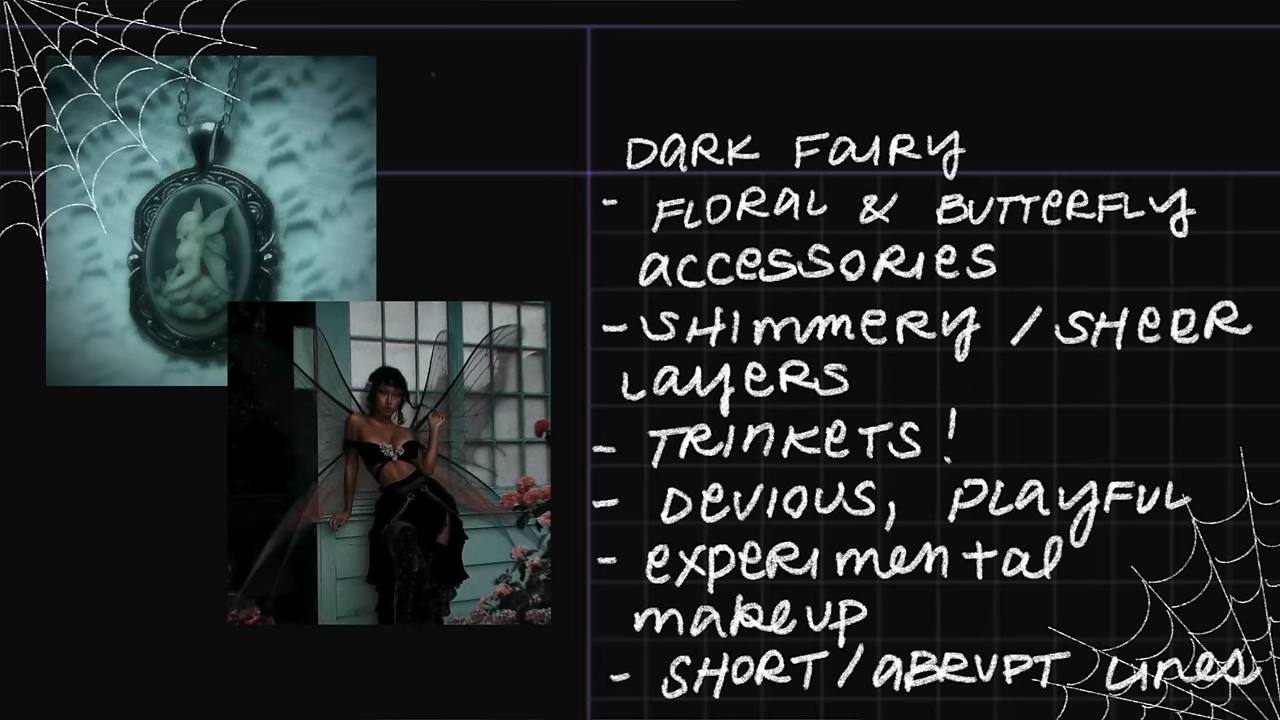 DARK FAIRY
- FLORAL & BUTTERFLY
accessories
- SHIMMERY / SHEER
Layers
- TRINKETS!
- DEVIOUS, PLAYFUL
- experimental
makeup
- SHORT/ABRUPT Lines